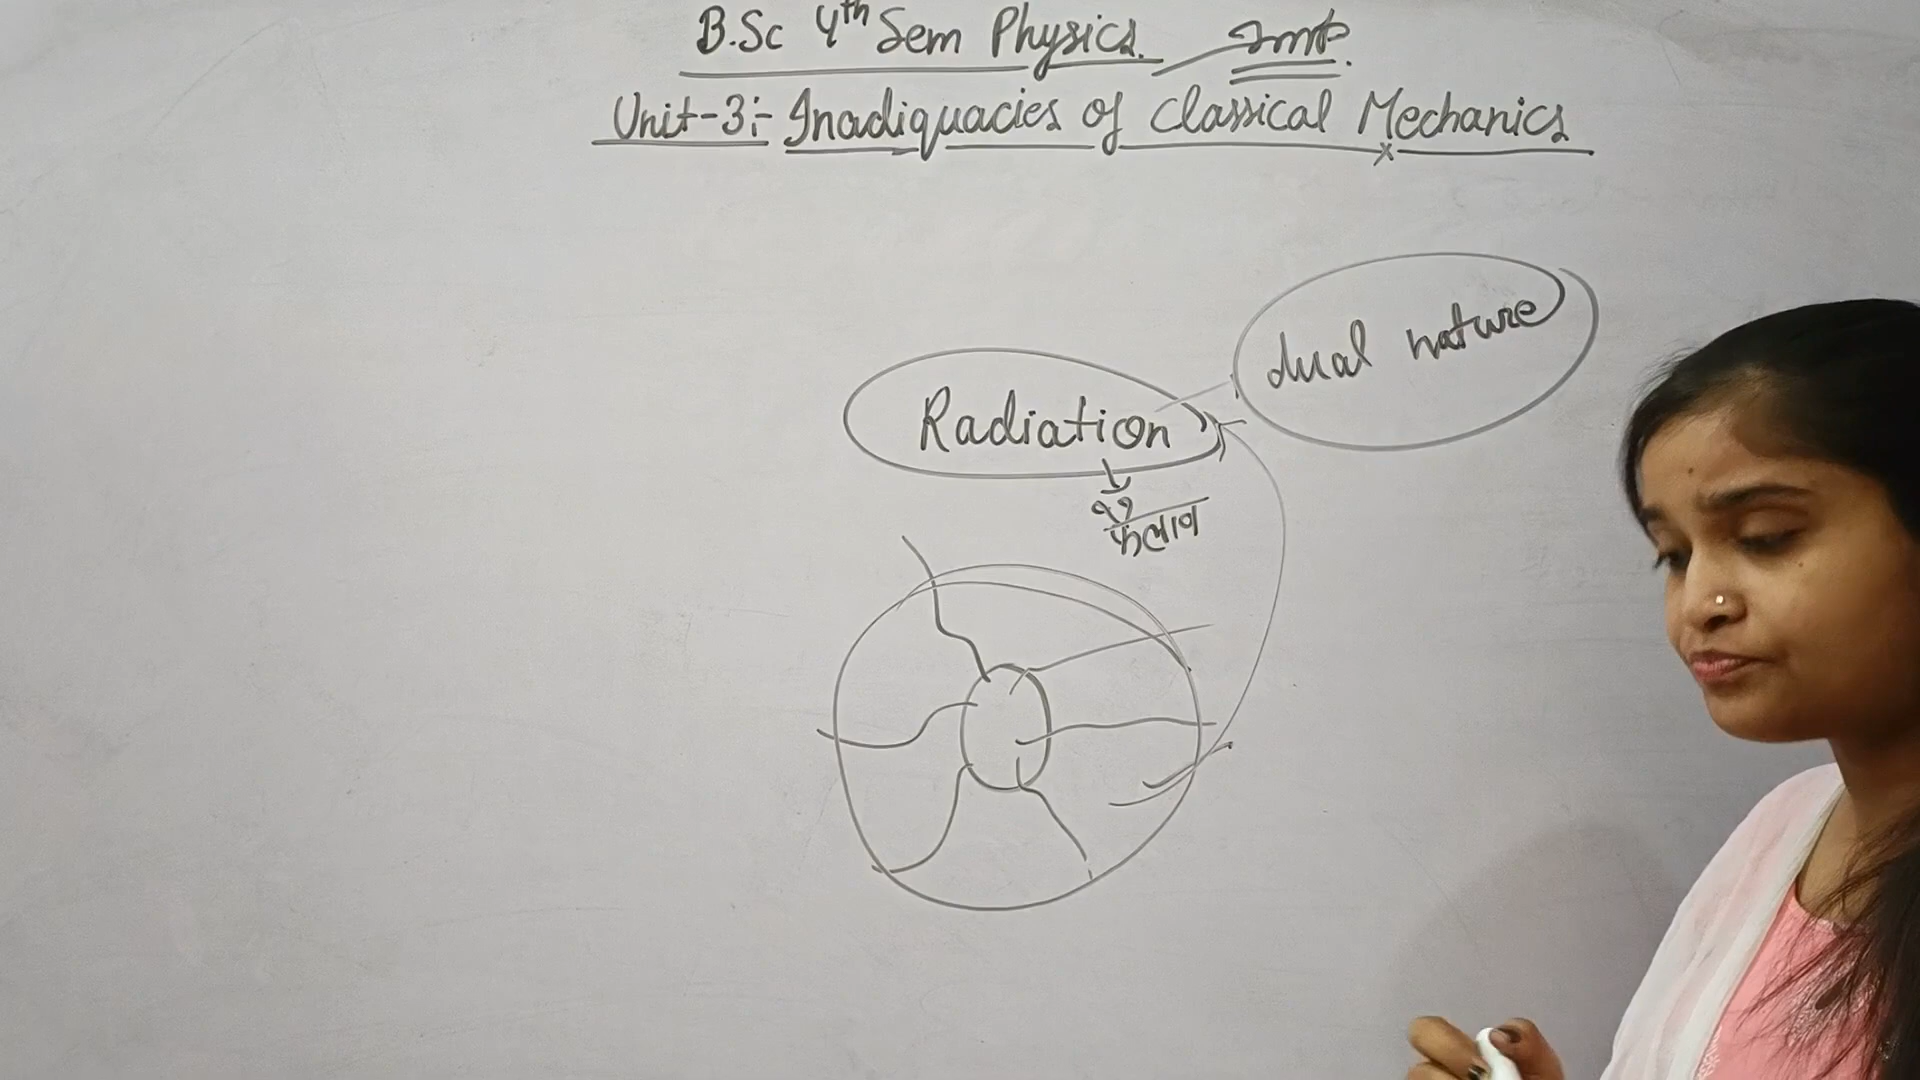 B.Sc 4th Sem Physics. Imp.
Unit-3:- Inadiquacies of Classical Mechanics
dual nature
Radiation
फैलाव